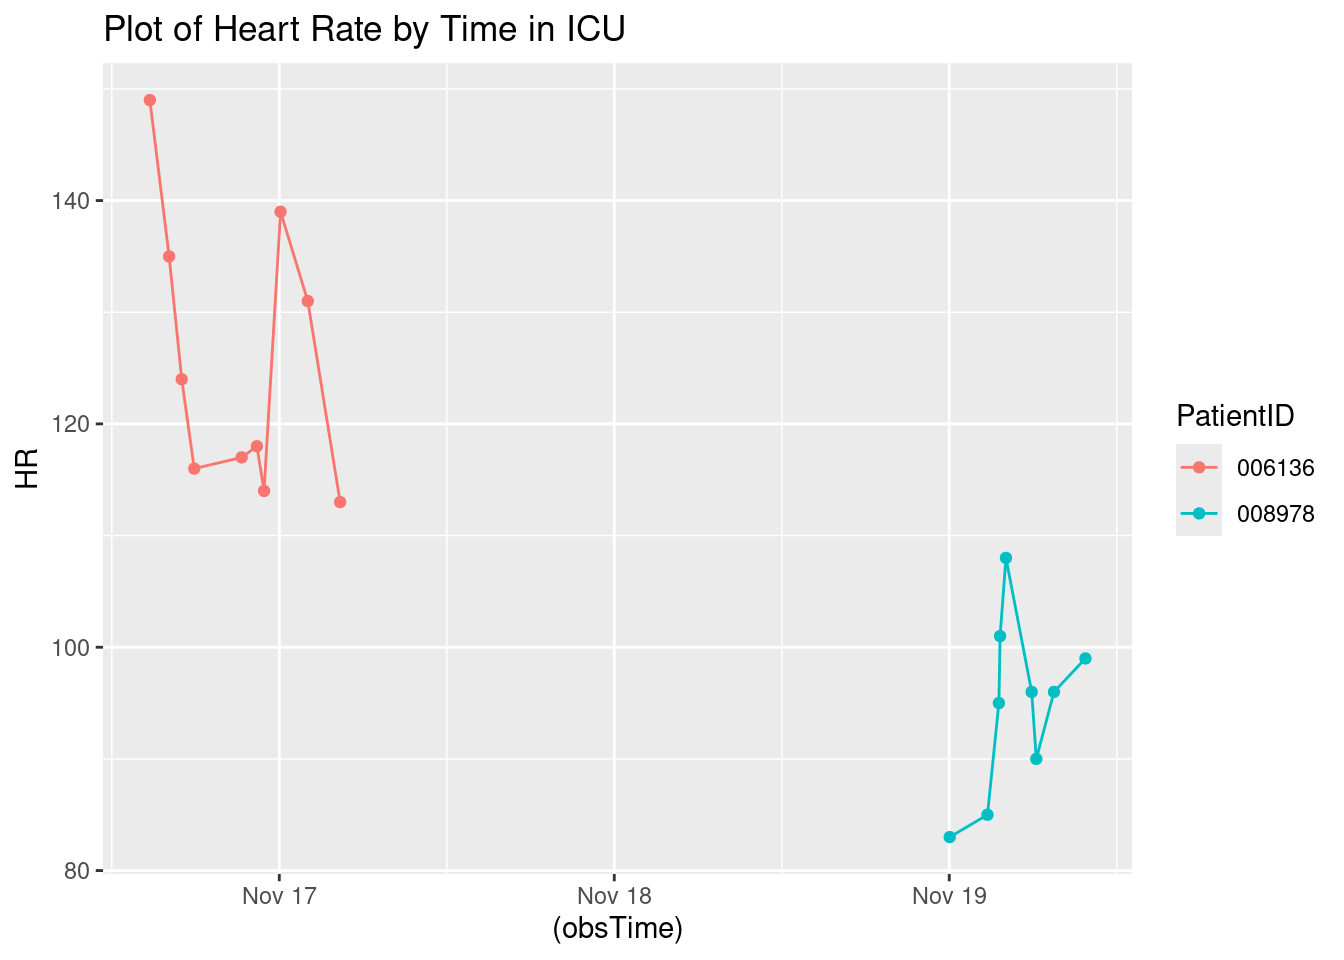 Plot of Heart Rate by Time in ICU
HR
140
120
100
80
Nov 17
Nov 18
Nov 19
(obsTime)
PatientID
006136
008978